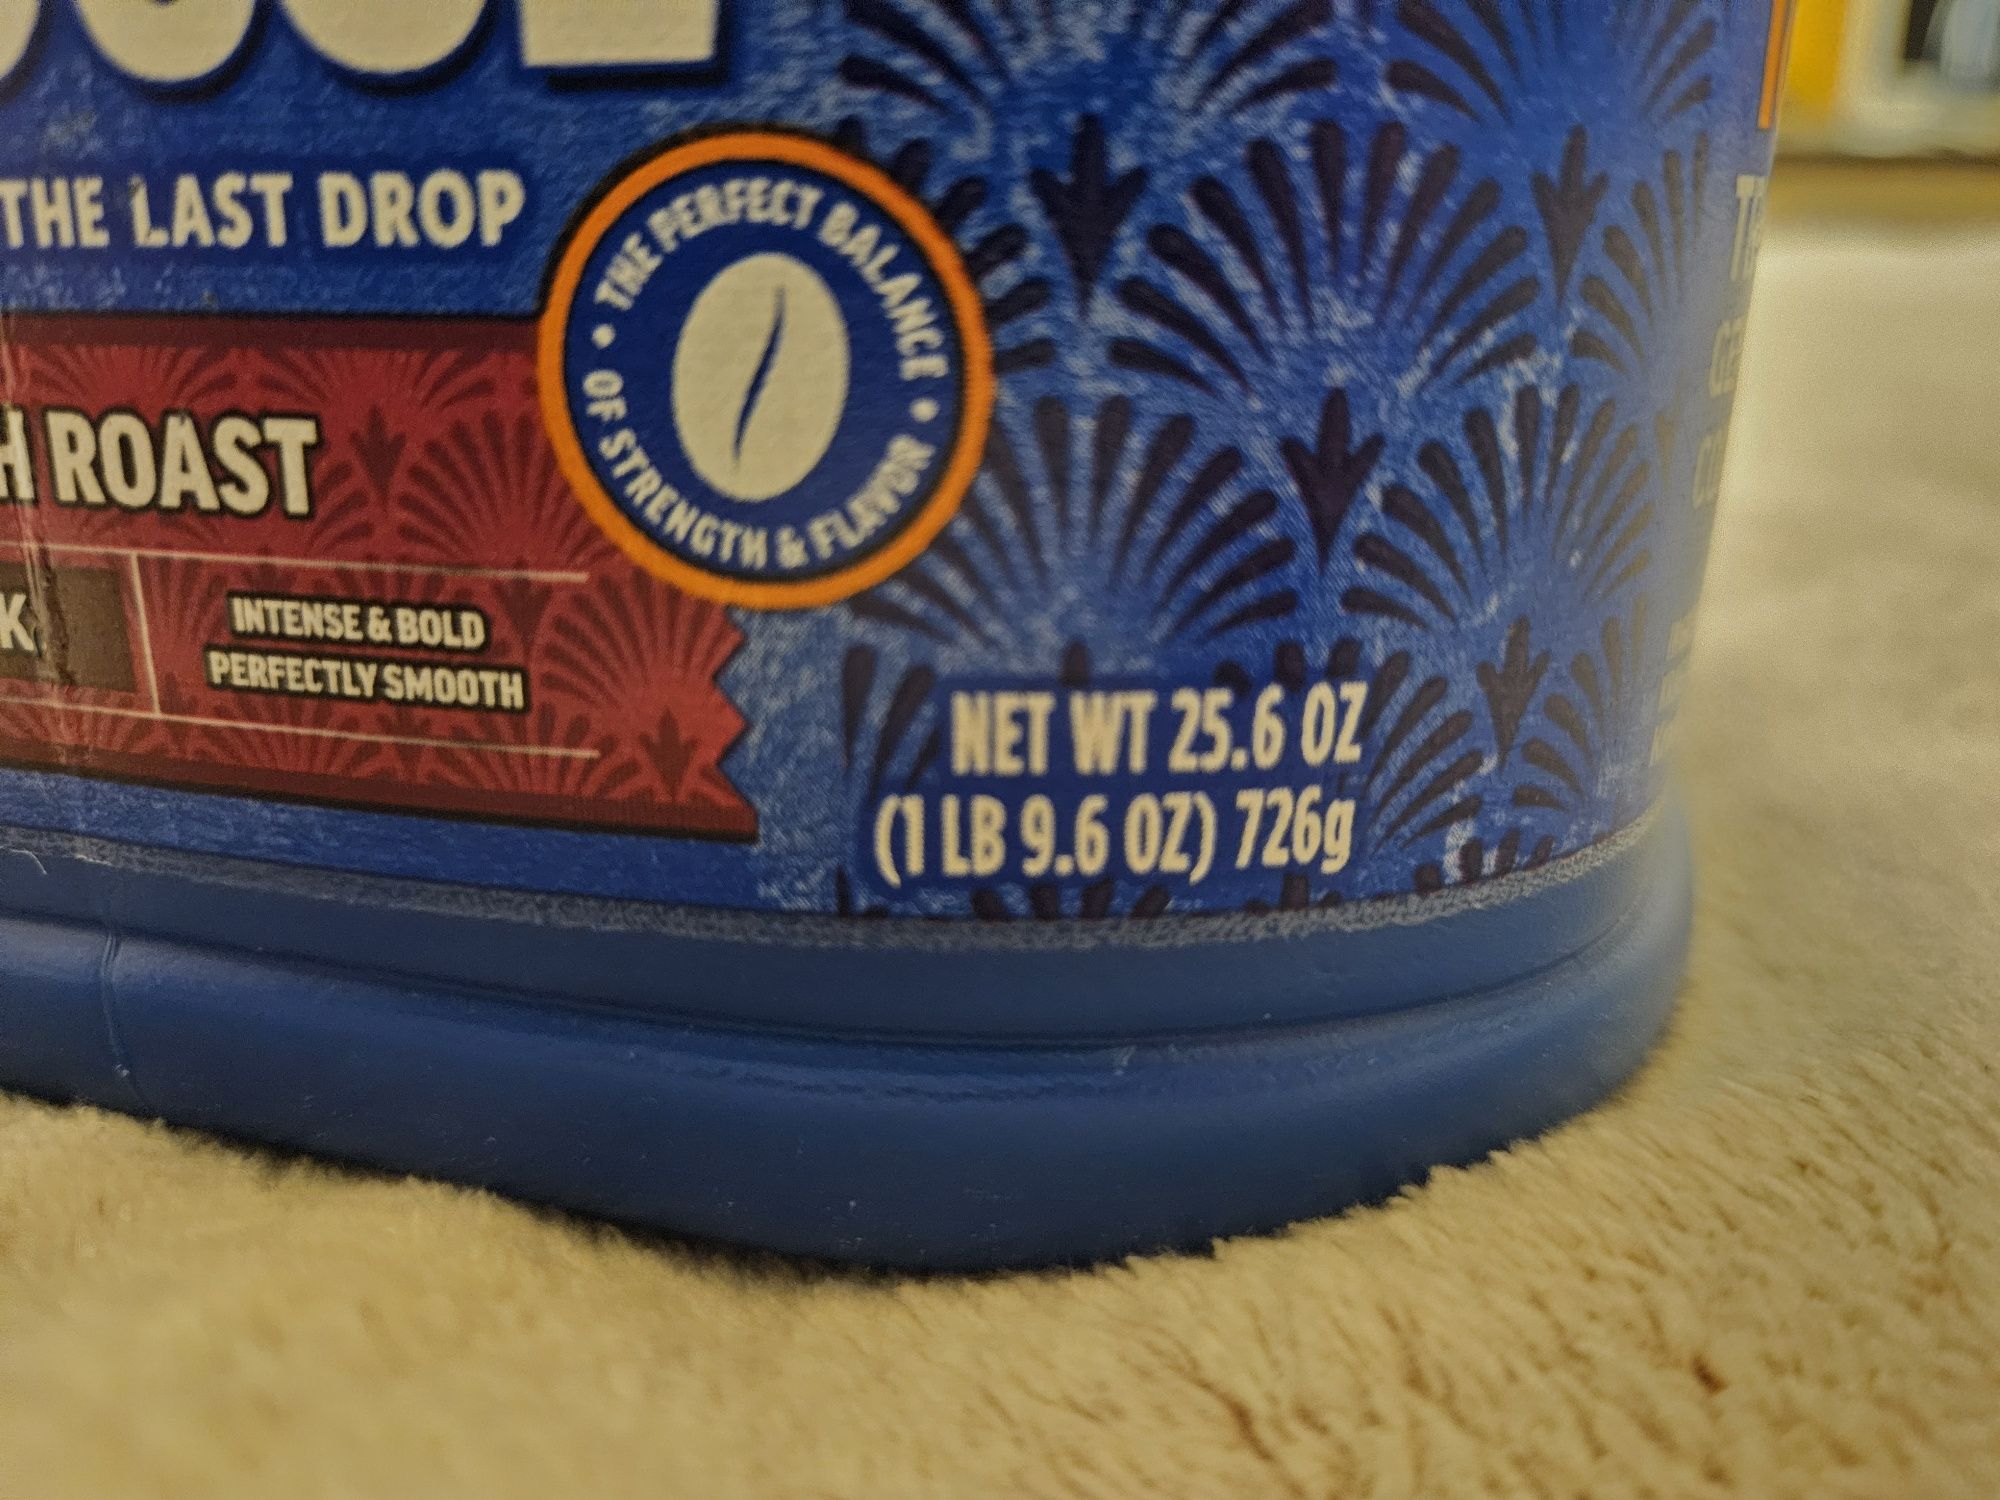 THE LAST DROP
THE PERFECT BALANCE
OF STRENGTH & FLAVOR
ROAST
INTENSE & BOLD
PERFECTLY SMOOTH
NET WT 25.6 OZ
(1 LB 9.6 OZ) 726g